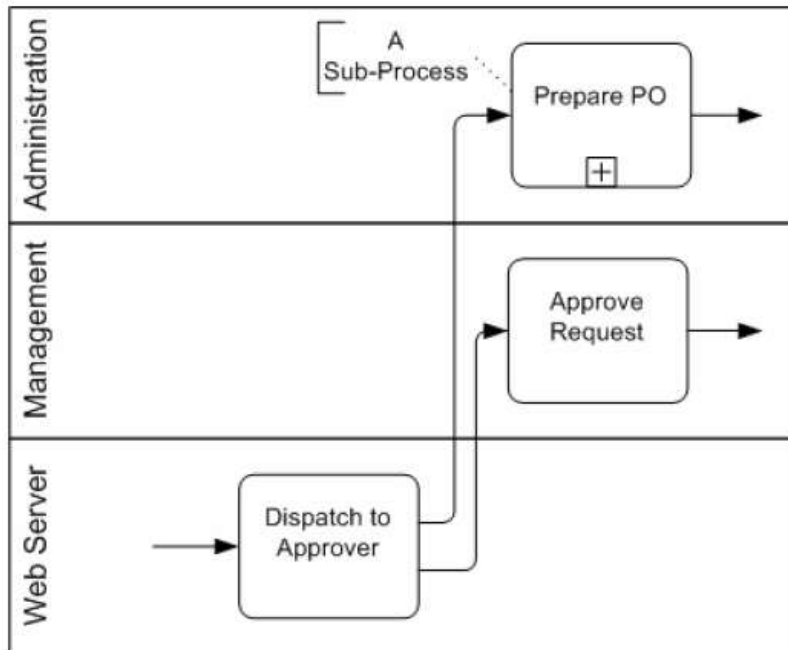 Administration
A
Sub-Process
Prepare PO
Management
Approve
Request
Web Server
Dispatch to
Approver